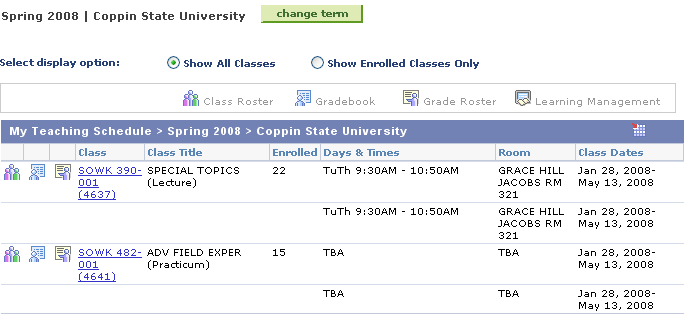 Spring 2008 | Coppin State University change term
Select display option: Show All Classes Show Enrolled Classes Only
Class Roster Gradebook Grade Roster Learning Management
My Teaching Schedule > Spring 2008 > Coppin State University
Class Class Title Enrolled Days & Times Room Class Dates
SOWK 390- SPECIAL TOPICS 22 TuTh 9:30AM - 10:50AM GRACE HILL Jan 28, 2008-
001 (Lecture) JACOBS RM May 13, 2008
(4637) 321
TuTh 9:30AM - 10:50AM GRACE HILL Jan 28, 2008-
JACOBS RM May 13, 2008
321
SOWK 482- ADV FIELD EXPER 15 TBA TBA Jan 28, 2008-
001 (Practicum) May 13, 2008
(4641)
TBA TBA Jan 28, 2008-
May 13, 2008